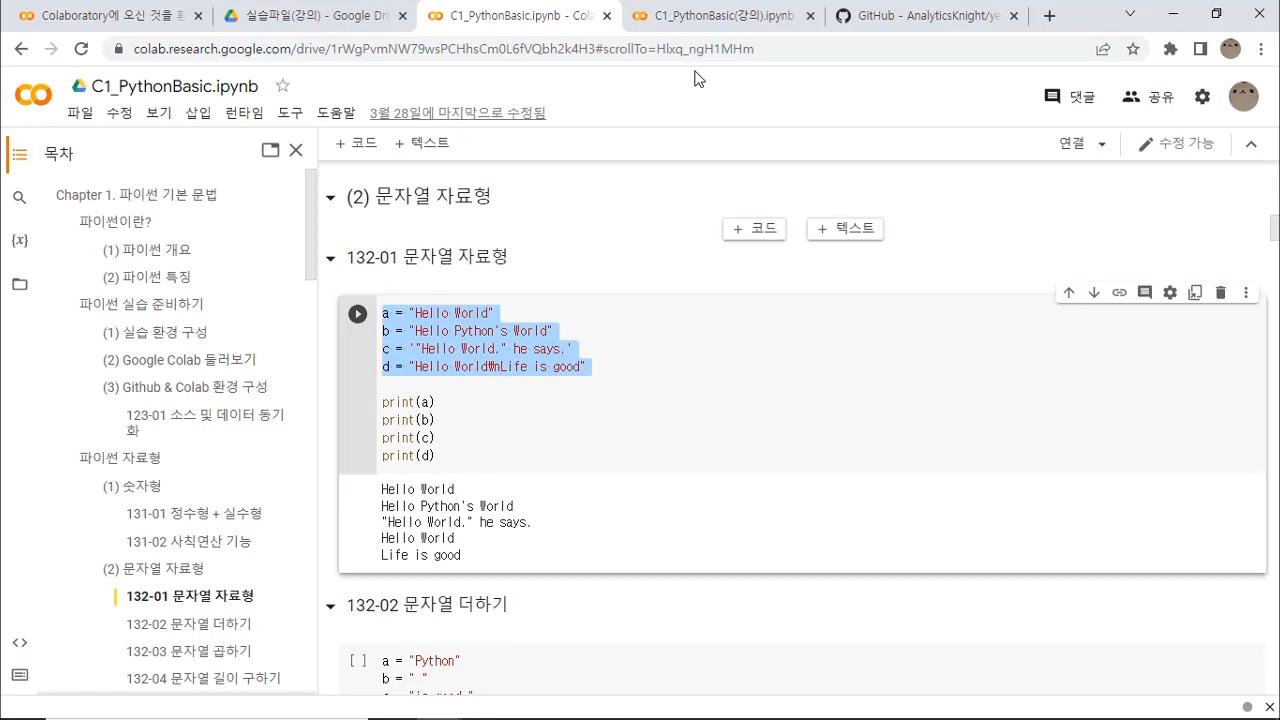 Colaboratory에 오신 것을 환
실습파일(강의) - Google Dri
C1_PythonBasic.ipynb - Cola
C1_PythonBasic(강의).ipynb
GitHub - AnalyticsKnight/ye
colab.research.google.com/drive/1rWgPvmNW79wsPCHhsCm0L6fVQbh2k4H3#scrollTo=Hlxq_ngH1MHm
C1_PythonBasic.ipynb
파일 수정 보기 삽입 런타임 도구 도움말 3월 28일에 마지막으로 수정됨
댓글 공유
목차
+ 코드 + 텍스트
연결 수정 가능
Chapter 1. 파이썬 기본 문법
파이썬이란?
(1) 파이썬 개요
(2) 파이썬 특징
파이썬 실습 준비하기
(1) 실습 환경 구성
(2) Google Colab 둘러보기
(3) Github & Colab 환경 구성
123-01 소스 및 데이터 동기
화
파이썬 자료형
(1) 숫자형
131-01 정수형 + 실수형
131-02 사칙연산 기능
(2) 문자열 자료형
132-01 문자열 자료형
132-02 문자열 더하기
132-03 문자열 곱하기
132-04 문자열 길이 구하기
(2) 문자열 자료형
+ 코드 + 텍스트
132-01 문자열 자료형
a = "Hello World"
b = "Hello Python's World"
c = '"Hello World." he says.'
d = "Hello World₩nLife is good"
print(a)
print(b)
print(c)
print(d)
Hello World
Hello Python's World
"Hello World." he says.
Hello World
Life is good
132-02 문자열 더하기
[ ] a = "Python"
b = " "